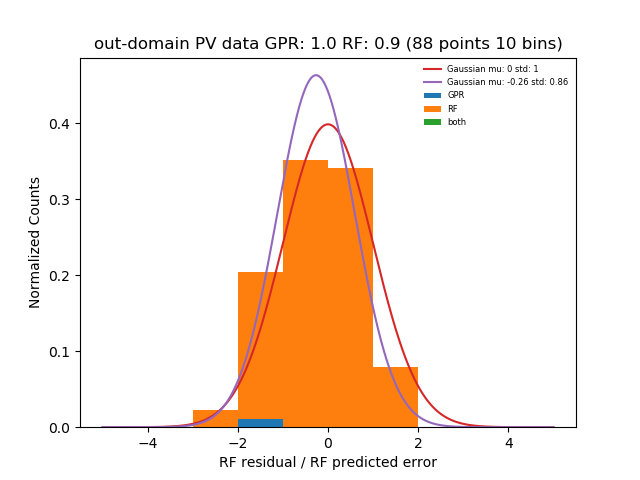 out-domain PV data GPR: 1.0 RF: 0.9 (88 points 10 bins)
Gaussian mu: 0 std: 1
Gaussian mu: -0.26 std: 0.86
GPR
RF
both
Normalized Counts
0.4
0.3
0.2
0.1
0.0
−4 −2 0 2 4
RF residual / RF predicted error